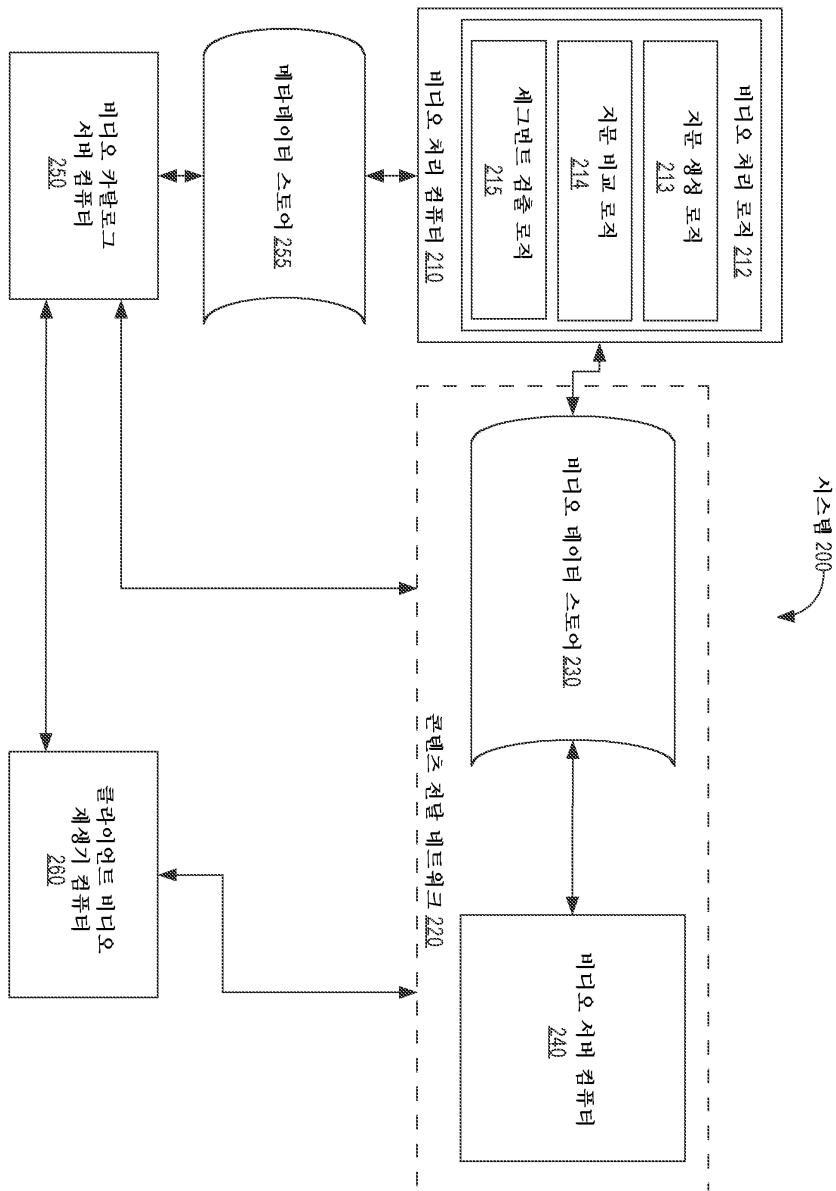 시스템 200
비디오 처리 로직 212
지문 생성 로직
213
지문 비교 로직
214
세그먼트 검출 로직
215
비디오 처리 컴퓨터 210
비디오 데이터 스토어 230
비디오 서버 컴퓨터
240
콘텐츠 전달 네트워크 220
메타데이터 스토어 255
비디오 카탈로그
서버 컴퓨터
250
클라이언트 비디오
재생기 컴퓨터
260